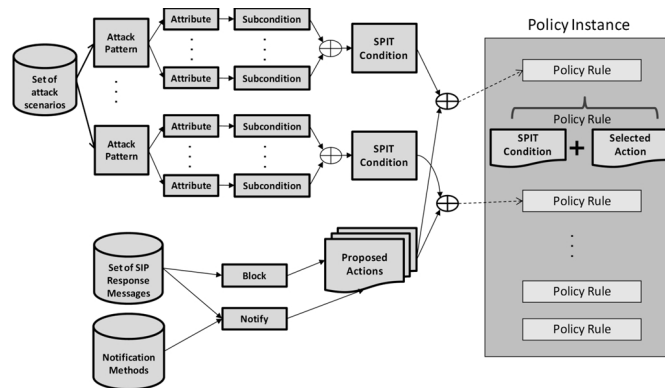 Policy Instance
Set of
attack
scenarios
Attack
Pattern
Attribute
Subcondition
Attribute
Subcondition
SPIT
Condition
Attack
Pattern
Attribute
Subcondition
Attribute
Subcondition
SPIT
Condition
Policy Rule
Policy Rule
SPIT
Condition
+
Selected
Action
Policy Rule
Policy Rule
Policy Rule
Set of SIP
Response
Messages
Block
Notify
Proposed
Actions
Notification
Methods